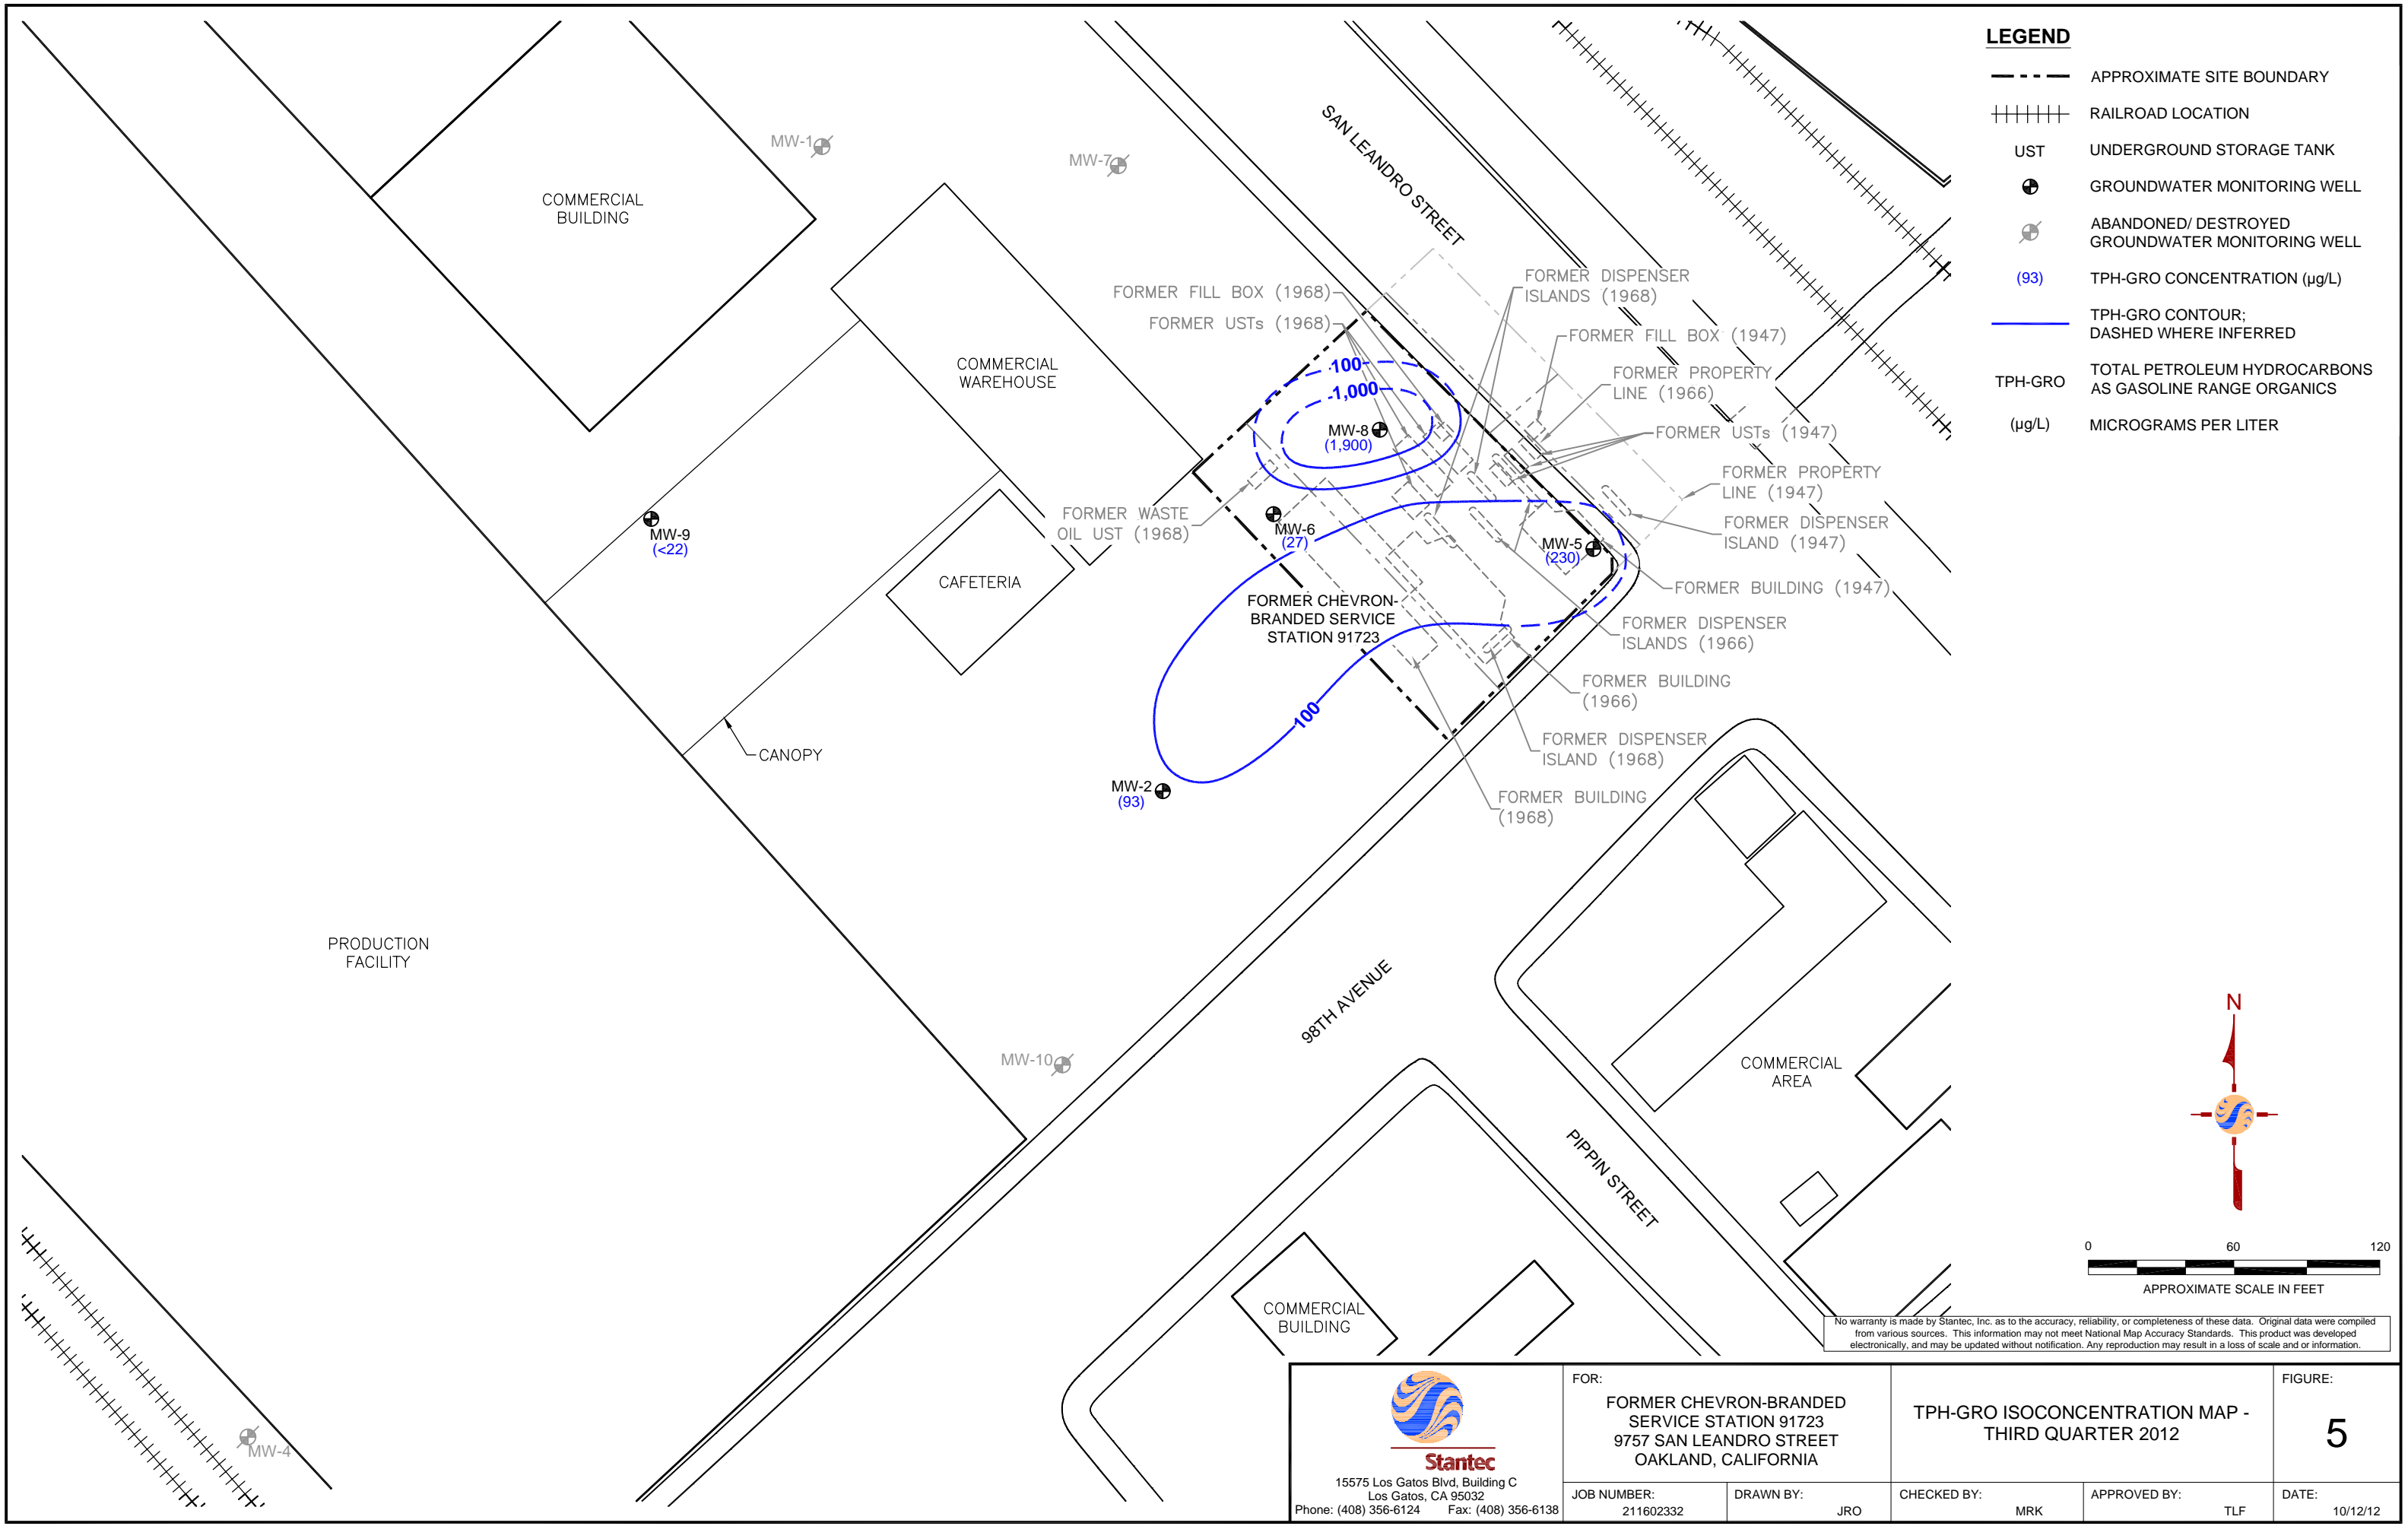 LEGEND
APPROXIMATE SITE BOUNDARY
RAILROAD LOCATION
UST
UNDERGROUND STORAGE TANK
GROUNDWATER MONITORING WELL
ABANDONED/ DESTROYED
GROUNDWATER MONITORING WELL
(93)
TPH-GRO CONCENTRATION (µg/L)
TPH-GRO CONTOUR;
DASHED WHERE INFERRED
TPH-GRO
TOTAL PETROLEUM HYDROCARBONS
AS GASOLINE RANGE ORGANICS
(µg/L)
MICROGRAMS PER LITER
MW-1
MW-7
SAN LEANDRO STREET
COMMERCIAL
BUILDING
COMMERCIAL
WAREHOUSE
FORMER FILL BOX (1968)
FORMER USTs (1968)
FORMER DISPENSER
ISLANDS (1968)
FORMER FILL BOX (1947)
FORMER PROPERTY
LINE (1966)
FORMER USTs (1947)
FORMER PROPERTY
LINE (1947)
FORMER DISPENSER
ISLAND (1947)
FORMER BUILDING (1947)
FORMER DISPENSER
ISLANDS (1966)
FORMER BUILDING
(1966)
FORMER DISPENSER
ISLAND (1968)
FORMER BUILDING
(1968)
100
1,000
MW-8
(1,900)
FORMER WASTE
OIL UST (1968)
MW-6
(27)
MW-5
(230)
MW-9
(<22)
CAFETERIA
FORMER CHEVRON-
BRANDED SERVICE
STATION 91723
100
CANOPY
MW-2
(93)
PRODUCTION
FACILITY
98TH AVENUE
MW-10
COMMERCIAL
AREA
PIPPIN STREET
COMMERCIAL
BUILDING
MW-4
N
0 60 120
APPROXIMATE SCALE IN FEET
No warranty is made by Stantec, Inc. as to the accuracy, reliability, or completeness of these data. Original data were compiled
from various sources. This information may not meet National Map Accuracy Standards. This product was developed
electronically, and may be updated without notification. Any reproduction may result in a loss of scale and or information.
Stantec
15575 Los Gatos Blvd, Building C
Los Gatos, CA 95032
Phone: (408) 356-6124 Fax: (408) 356-6138
FOR:
FORMER CHEVRON-BRANDED
SERVICE STATION 91723
9757 SAN LEANDRO STREET
OAKLAND, CALIFORNIA
TPH-GRO ISOCONCENTRATION MAP -
THIRD QUARTER 2012
FIGURE:
5
JOB NUMBER:
211602332
DRAWN BY:
JRO
CHECKED BY:
MRK
APPROVED BY:
TLF
DATE:
10/12/12